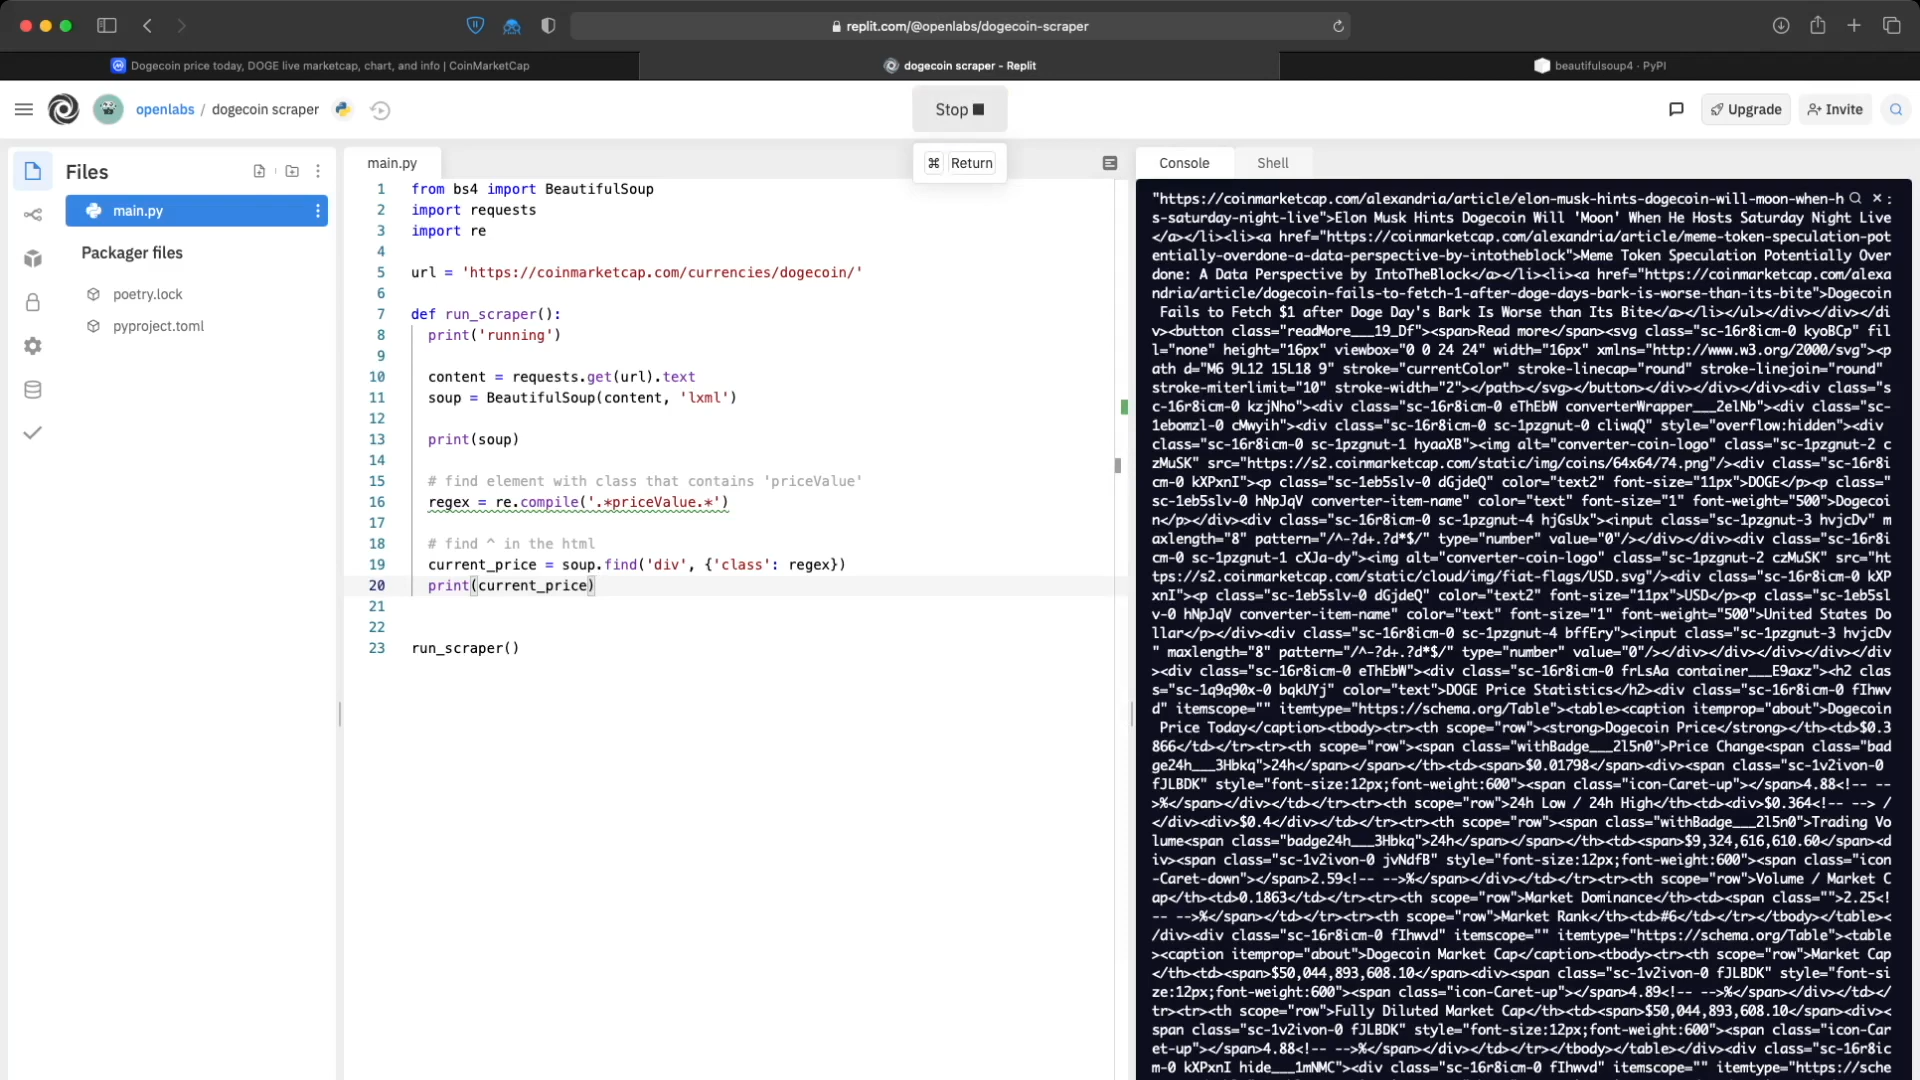 replit.com/@openlabs/dogecoin-scraper
Dogecoin price today, DOGE live marketcap, chart, and info | CoinMarketCap
dogecoin scraper - Replit
beautifulsoup4 · PyPI
openlabs / dogecoin scraper
Stop
Upgrade
Invite
⌘ Return
Files
main.py
Packager files
poetry.lock
pyproject.toml
main.py
1 from bs4 import BeautifulSoup
2 import requests
3 import re
4
5 url = 'https://coinmarketcap.com/currencies/dogecoin/'
6
7 def run_scraper():
8 print('running')
9
10 content = requests.get(url).text
11 soup = BeautifulSoup(content, 'lxml')
12
13 print(soup)
14
15 # find element with class that contains 'priceValue'
16 regex = re.compile('.*priceValue.*')
17
18 # find ^ in the html
19 current_price = soup.find('div', {'class': regex})
20 print(current_price)
21
22
23 run_scraper()
Console
Shell
"https://coinmarketcap.com/alexandria/article/elon-musk-hints-dogecoin-will-moon-when-h
s-saturday-night-live">Elon Musk Hints Dogecoin Will 'Moon' When He Hosts Saturday Night Live
</a></li><li><a href="https://coinmarketcap.com/alexandria/article/meme-token-speculation-pot
entially-overdone-a-data-perspective-by-intotheblock">Meme Token Speculation Potentially Over
done: A Data Perspective by IntoTheBlock</a></li><li><a href="https://coinmarketcap.com/alexa
ndria/article/dogecoin-fails-to-fetch-1-after-doge-days-bark-is-worse-than-its-bite">Dogecoin
Fails to Fetch $1 after Doge Day's Bark Is Worse than Its Bite</a></li></ul></div></div></di
v><button class="readMore___19_Df"><span>Read more</span><svg class="sc-16r8icm-0 kyoBCp" fil
l="none" height="16px" viewbox="0 0 24 24" width="16px" xmlns="http://www.w3.org/2000/svg"><p
ath d="M6 9L12 15L18 9" stroke="currentColor" stroke-linecap="round" stroke-linejoin="round"
stroke-miterlimit="10" stroke-width="2"></path></svg></button></div></div></div><div class="s
c-16r8icm-0 kzjNho"><div class="sc-16r8icm-0 eThEbW converterWrapper___2elNb"><div class="sc-
1ebomzl-0 cMwyih"><div class="sc-16r8icm-0 sc-1pzgnut-0 cliwqQ" style="overflow:hidden"><div
class="sc-16r8icm-0 sc-1pzgnut-1 hyaaXB"><img alt="converter-coin-logo" class="sc-1pzgnut-2 c
zMuSK" src="https://s2.coinmarketcap.com/static/img/coins/64x64/74.png"/><div class="sc-16r8i
cm-0 kXPxnI"><p class="sc-1eb5slv-0 dGjdeQ" color="text2" font-size="11px">DOGE</p><p class="
sc-1eb5slv-0 hNpJqV converter-item-name" color="text" font-size="1" font-weight="500">Dogecoi
n</p></div><div class="sc-16r8icm-0 sc-1pzgnut-4 hjGsUx"><input class="sc-1pzgnut-3 hvjcDv" m
axlength="8" pattern="/^-?d+.?d*$/" type="number" value="0"/></div></div><div class="sc-16r8i
cm-0 sc-1pzgnut-1 cXJa-dy"><img alt="converter-coin-logo" class="sc-1pzgnut-2 czMuSK" src="ht
tps://s2.coinmarketcap.com/static/cloud/img/fiat-flags/USD.svg"/><div class="sc-16r8icm-0 kXP
xnI"><p class="sc-1eb5slv-0 dGjdeQ" color="text2" font-size="11px">USD</p><p class="sc-1eb5sl
v-0 hNpJqV converter-item-name" color="text" font-size="1" font-weight="500">United States Do
llar</p></div><div class="sc-16r8icm-0 sc-1pzgnut-4 bffEry"><input class="sc-1pzgnut-3 hvjcDv
" maxlength="8" pattern="/^-?d+.?d*$/" type="number" value="0"/></div></div></div></div></div
><div class="sc-16r8icm-0 eThEbW"><div class="sc-16r8icm-0 frLsAa container___E9axz"><h2 clas
s="sc-1q9q90x-0 bqkUYj" color="text">DOGE Price Statistics</h2><div class="sc-16r8icm-0 fIhwv
d" itemscope="" itemtype="https://schema.org/Table"><table><caption itemprop="about">Dogecoin
Price Today</caption><tbody><tr><th scope="row"><strong>Dogecoin Price</strong></th><td>$0.3
866</td></tr><tr><th scope="row"><span class="withBadge___2l5n0">Price Change<span class="bad
ge24h___3Hbkq">24h</span></span></th><td><span>$0.01798</span><div><span class="sc-1v2ivon-0
fJLBDK" style="font-size:12px;font-weight:600"><span class="icon-Caret-up"></span>4.88<!-- --
>%</span></div></td></tr><tr><th scope="row">24h Low / 24h High</th><td><div>$0.364<!-- --> /
</div><div>$0.4</div></td></tr><tr><th scope="row"><span class="withBadge___2l5n0">Trading Vo
lume<span class="badge24h___3Hbkq">24h</span></span></th><td><span>$9,324,616,610.60</span><d
iv><span class="sc-1v2ivon-0 jvNdfB" style="font-size:12px;font-weight:600"><span class="icon
-Caret-down"></span>2.59<!-- -->%</span></div></td></tr><tr><th scope="row">Volume / Market C
ap</th><td>0.1863</td></tr><tr><th scope="row">Market Dominance</th><td><span class="">2.25<!
-- -->%</span></td></tr><tr><th scope="row">Market Rank</th><td>#6</td></tr></tbody></table><
/div><div class="sc-16r8icm-0 fIhwvd" itemscope="" itemtype="https://schema.org/Table"><table
><caption itemprop="about">Dogecoin Market Cap</caption><tbody><tr><th scope="row">Market Cap
</th><td><span>$50,044,893,608.10</span><div><span class="sc-1v2ivon-0 fJLBDK" style="font-si
ze:12px;font-weight:600"><span class="icon-Caret-up"></span>4.89<!-- -->%</span></div></td></
tr><tr><th scope="row">Fully Diluted Market Cap</th><td><span>$50,044,893,608.10</span><div><
span class="sc-1v2ivon-0 fJLBDK" style="font-size:12px;font-weight:600"><span class="icon-Car
et-up"></span>4.88<!-- -->%</span></div></td></tr></tbody></table></div><div class="sc-16r8ic
m-0 kXPxnI hide___1mNMC"><div class="sc-16r8icm-0 fIhwvd" itemscope="" itemtype="https://sche